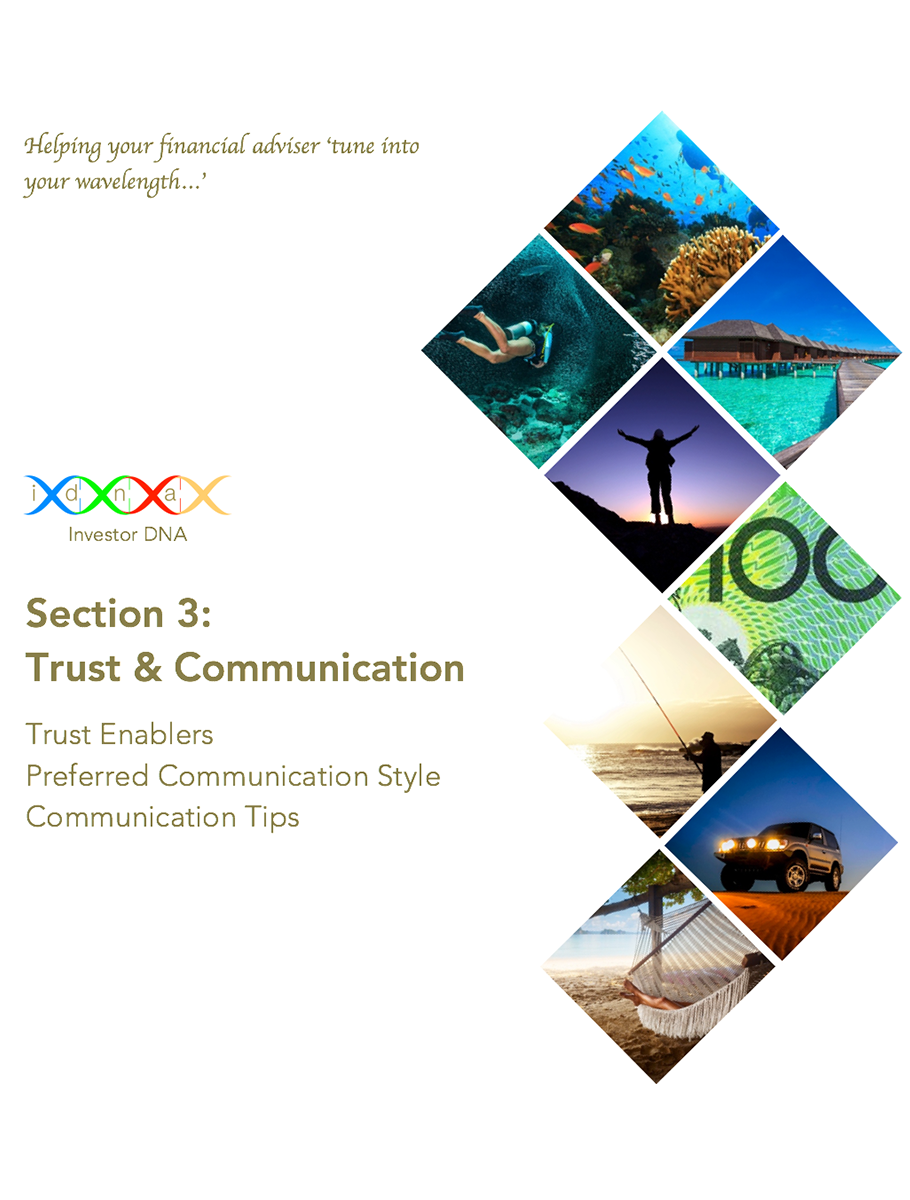 Helping your financial adviser ‘tune into
your wavelength...’
i d n a
Investor DNA
Section 3:
Trust & Communication
Trust Enablers
Preferred Communication Style
Communication Tips
100